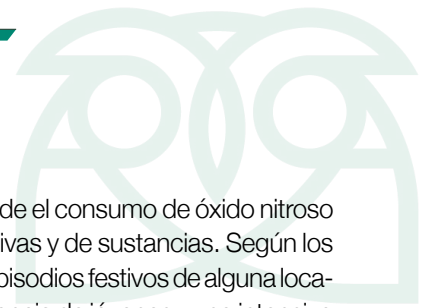 de el consumo de óxido nitroso
ivas y de sustancias. Según los
pisodios festivos de alguna loca-